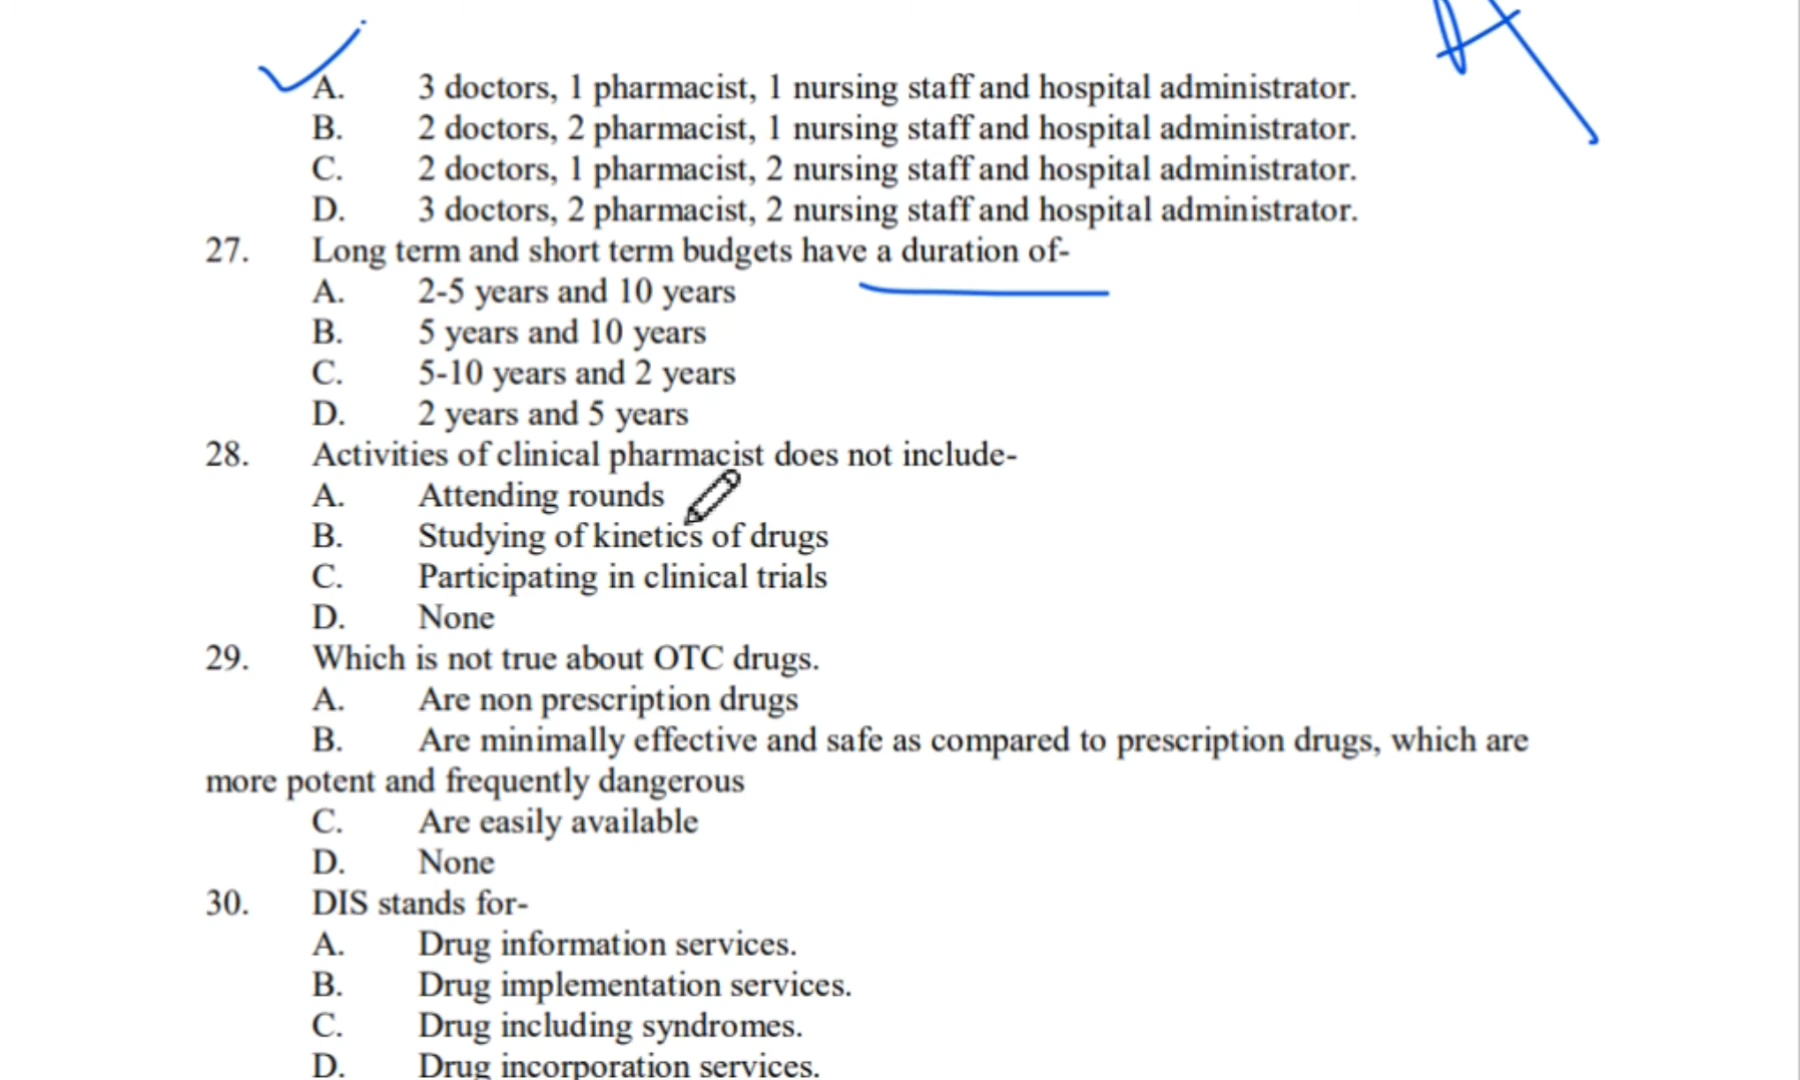 A. 3 doctors, 1 pharmacist, 1 nursing staff and hospital administrator.
B. 2 doctors, 2 pharmacist, 1 nursing staff and hospital administrator.
C. 2 doctors, 1 pharmacist, 2 nursing staff and hospital administrator.
D. 3 doctors, 2 pharmacist, 2 nursing staff and hospital administrator.
27. Long term and short term budgets have a duration of-
A. 2-5 years and 10 years
B. 5 years and 10 years
C. 5-10 years and 2 years
D. 2 years and 5 years
28. Activities of clinical pharmacist does not include-
A. Attending rounds
B. Studying of kinetics of drugs
C. Participating in clinical trials
D. None
29. Which is not true about OTC drugs.
A. Are non prescription drugs
B. Are minimally effective and safe as compared to prescription drugs, which are
more potent and frequently dangerous
C. Are easily available
D. None
30. DIS stands for-
A. Drug information services.
B. Drug implementation services.
C. Drug including syndromes.
D. Drug incorporation services.